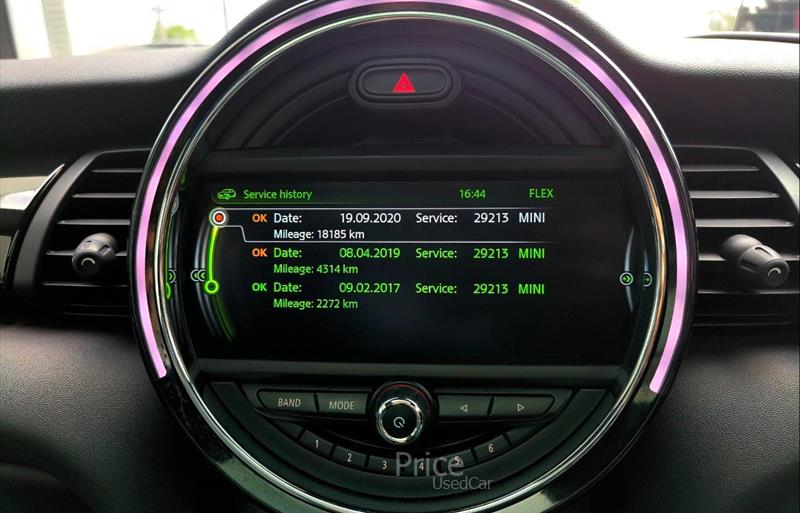 Service history 16:44 FLEX
OK Date: 19.09.2020 Service: 29213 MINI
Mileage: 18185 km
OK Date: 08.04.2019 Service: 29213 MINI
Mileage: 4314 km
OK Date: 09.02.2017 Service: 29213 MINI
Mileage: 2272 km
BAND MODE
1 2 3 4 5 6
Price
UsedCar